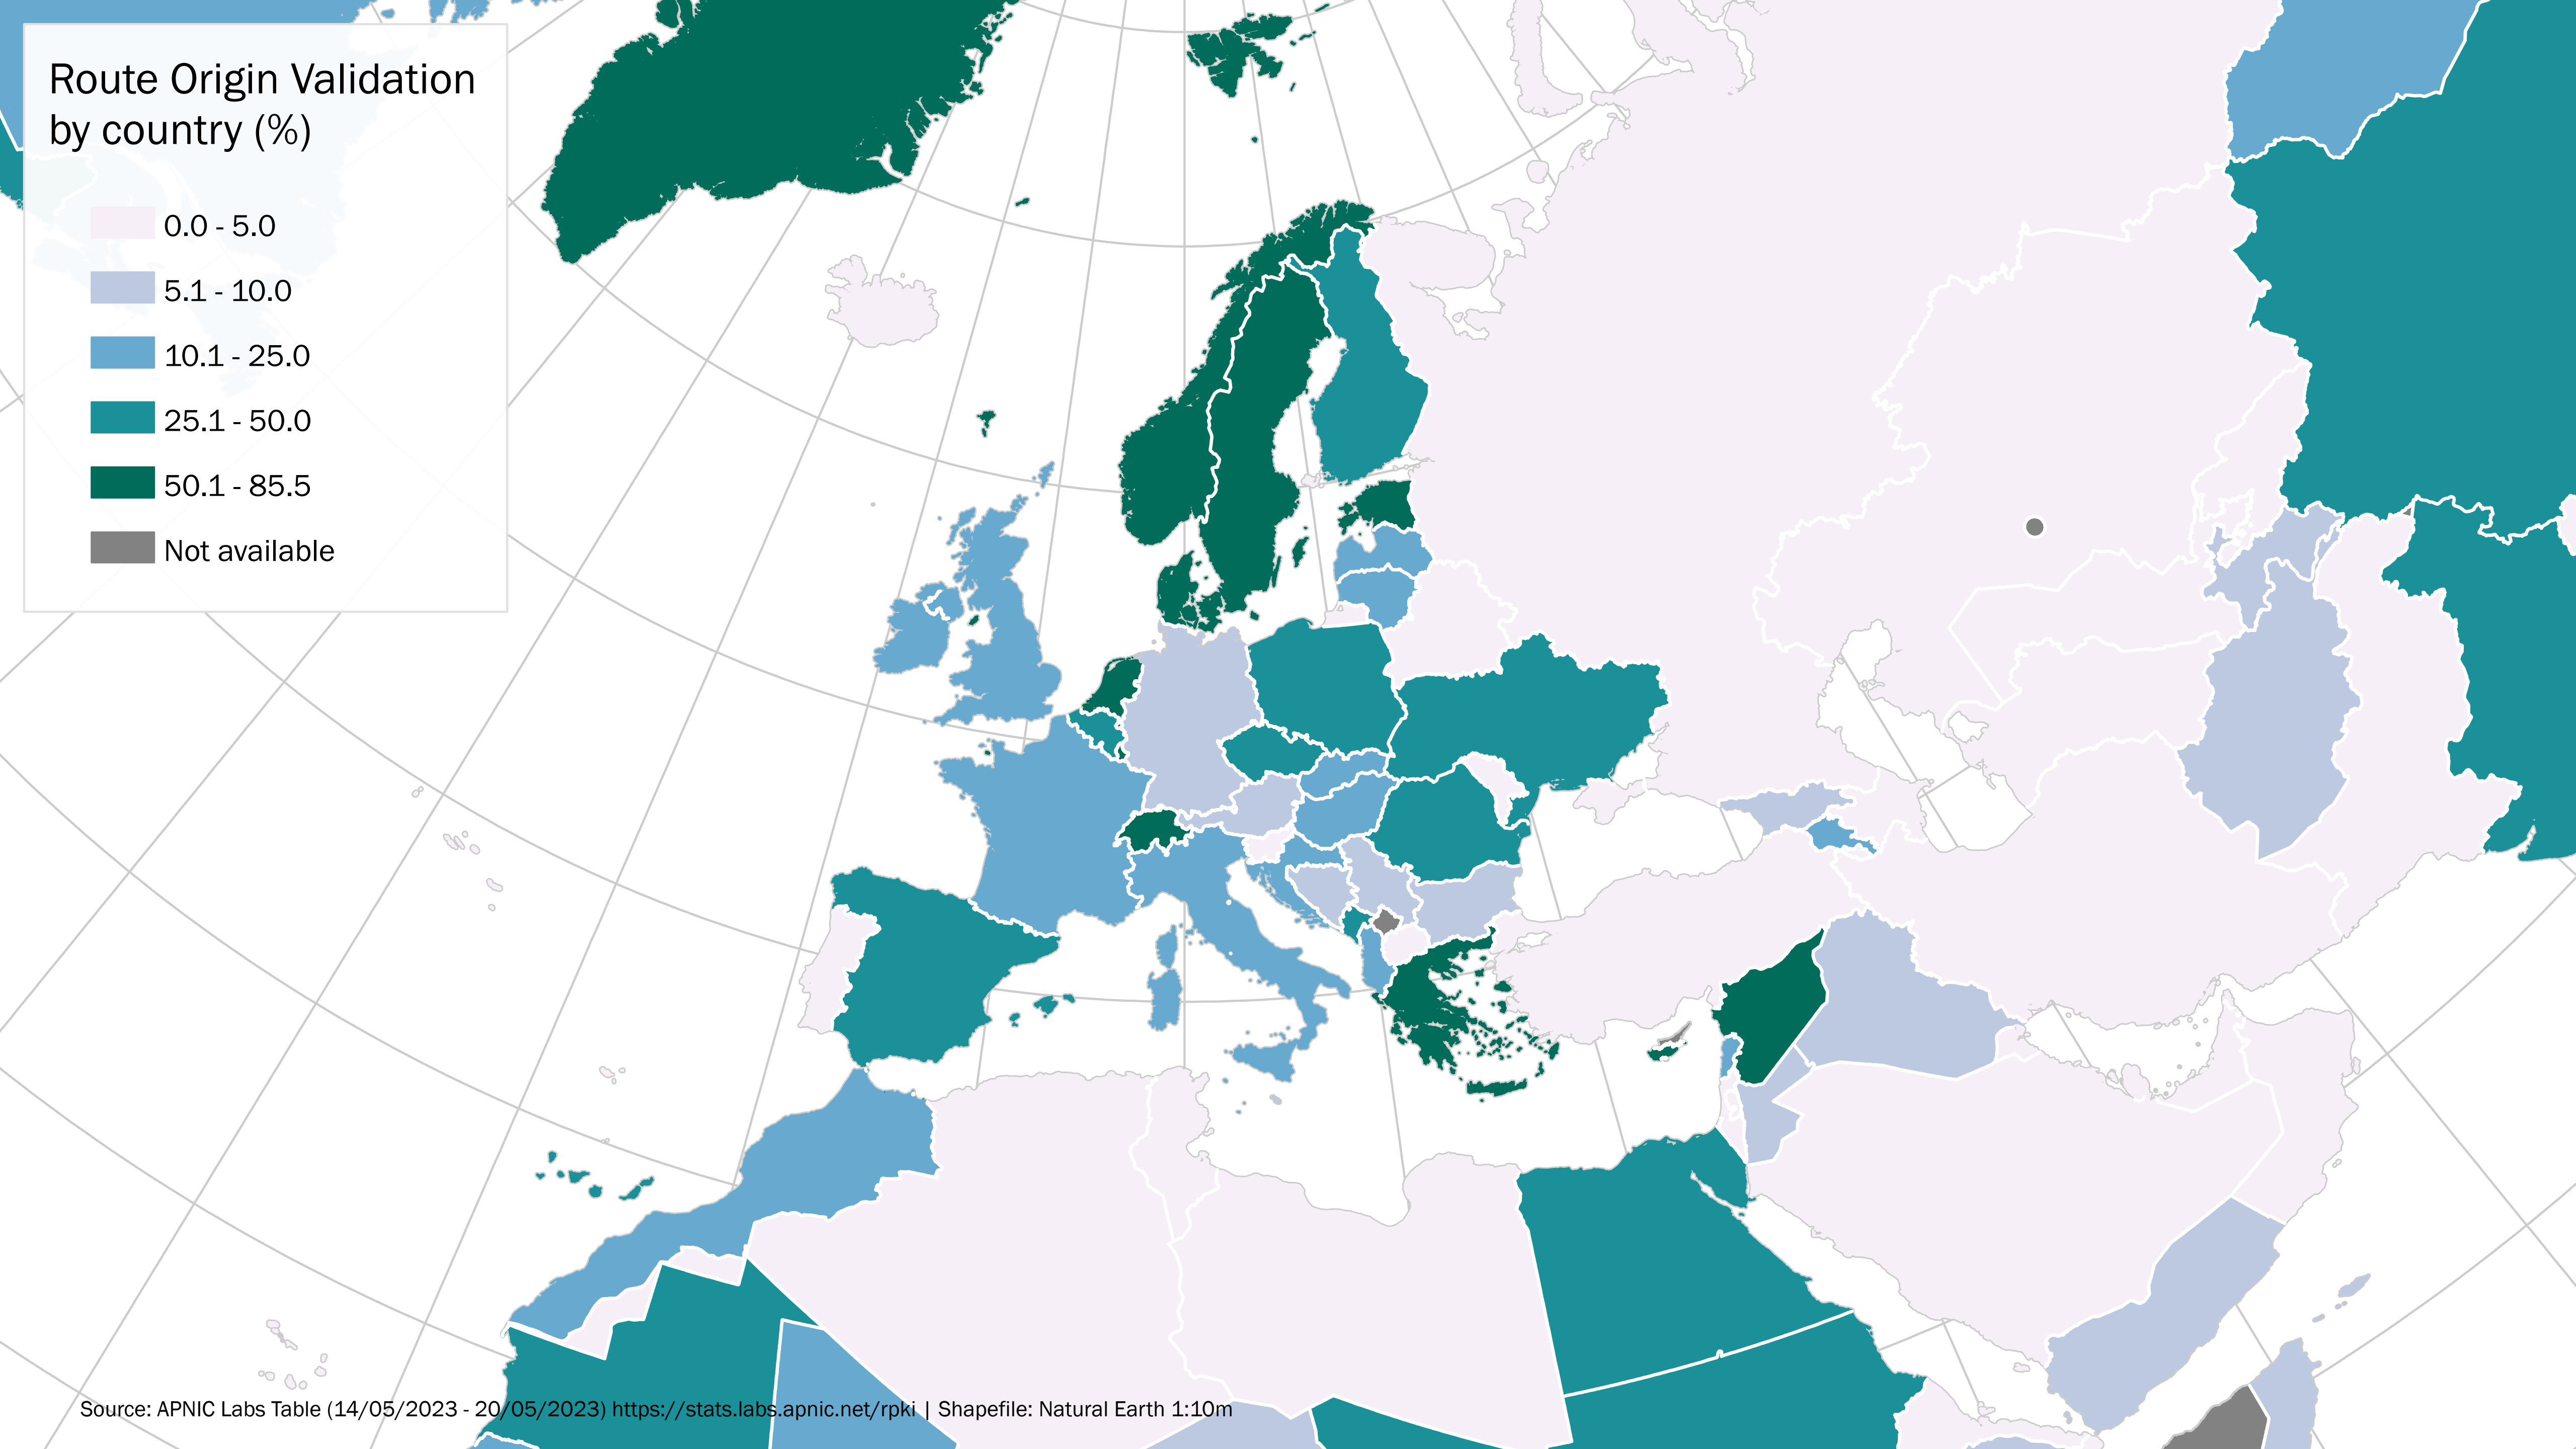 Route Origin Validation
by country (%)
0.0 - 5.0
5.1 - 10.0
10.1 - 25.0
25.1 - 50.0
50.1 - 85.5
Not available
Source: APNIC Labs Table (14/05/2023 - 20/05/2023) https://stats.labs.apnic.net/rpki | Shapefile: Natural Earth 1:10m